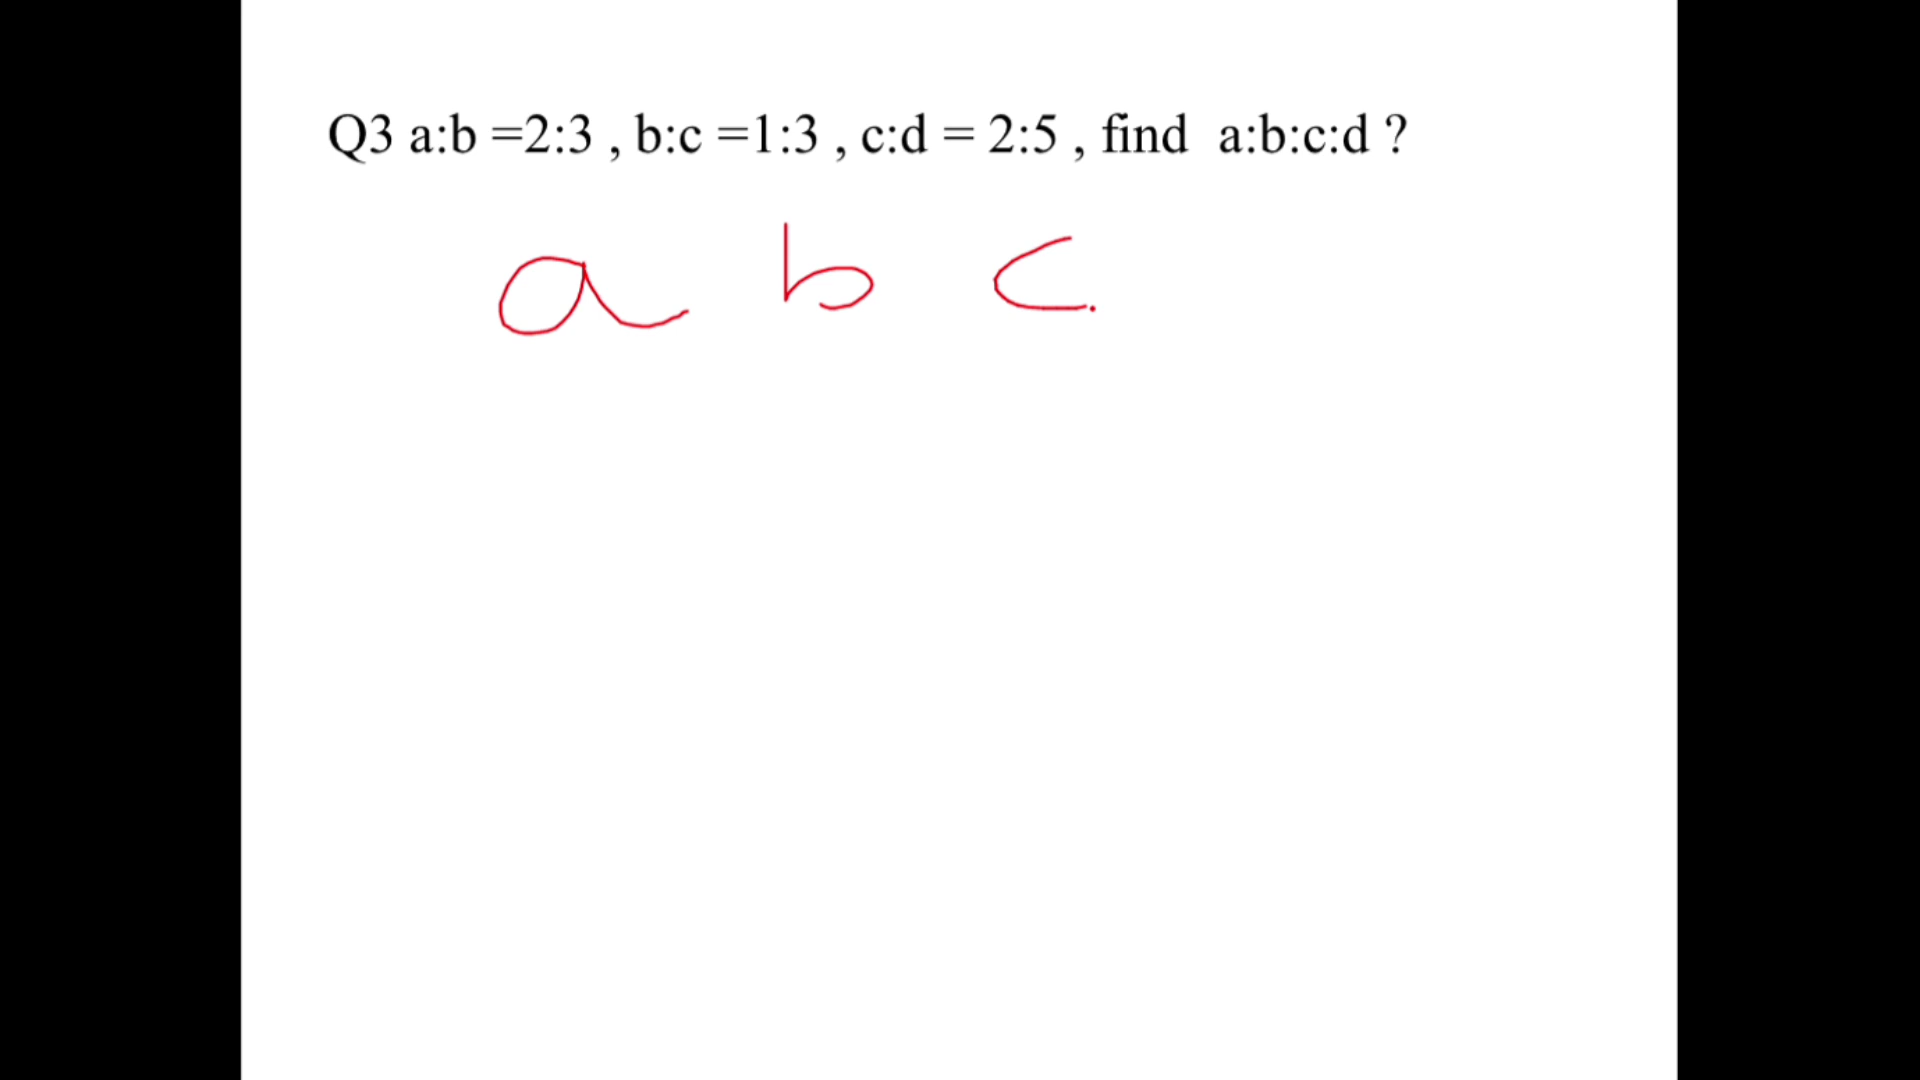 Q3 a:b =2:3 , b:c =1:3 , c:d = 2:5 , find  a:b:c:d ?
a b c